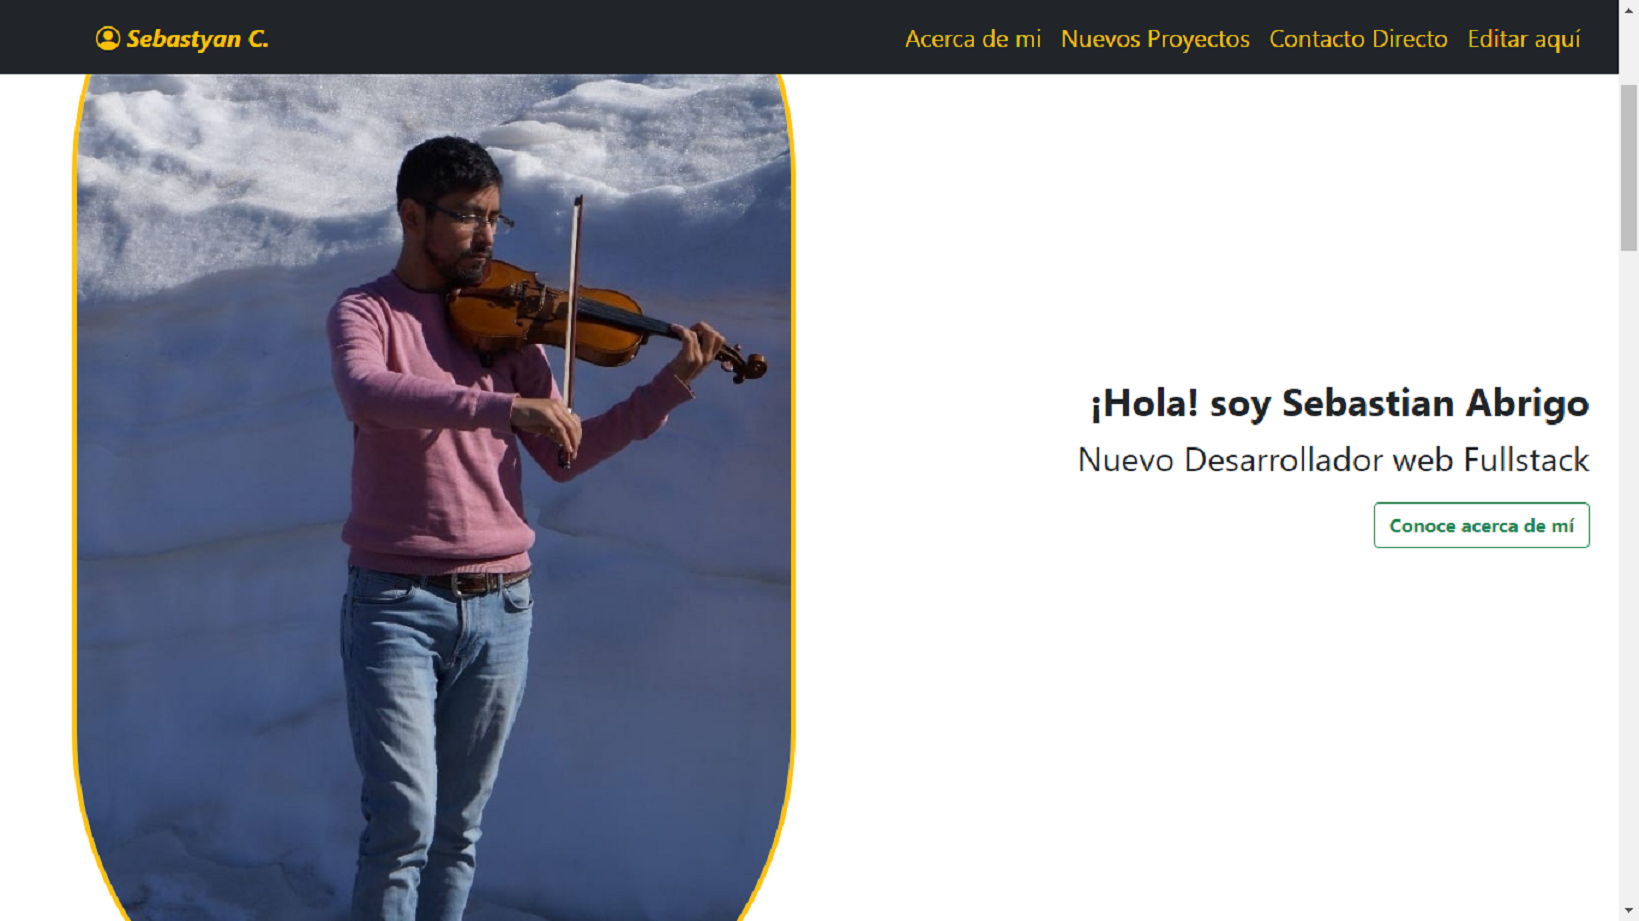 Sebastyan C.
Acerca de mi Nuevos Proyectos Contacto Directo Editar aquí
¡Hola! soy Sebastian Abrigo
Nuevo Desarrollador web Fullstack
Conoce acerca de mí